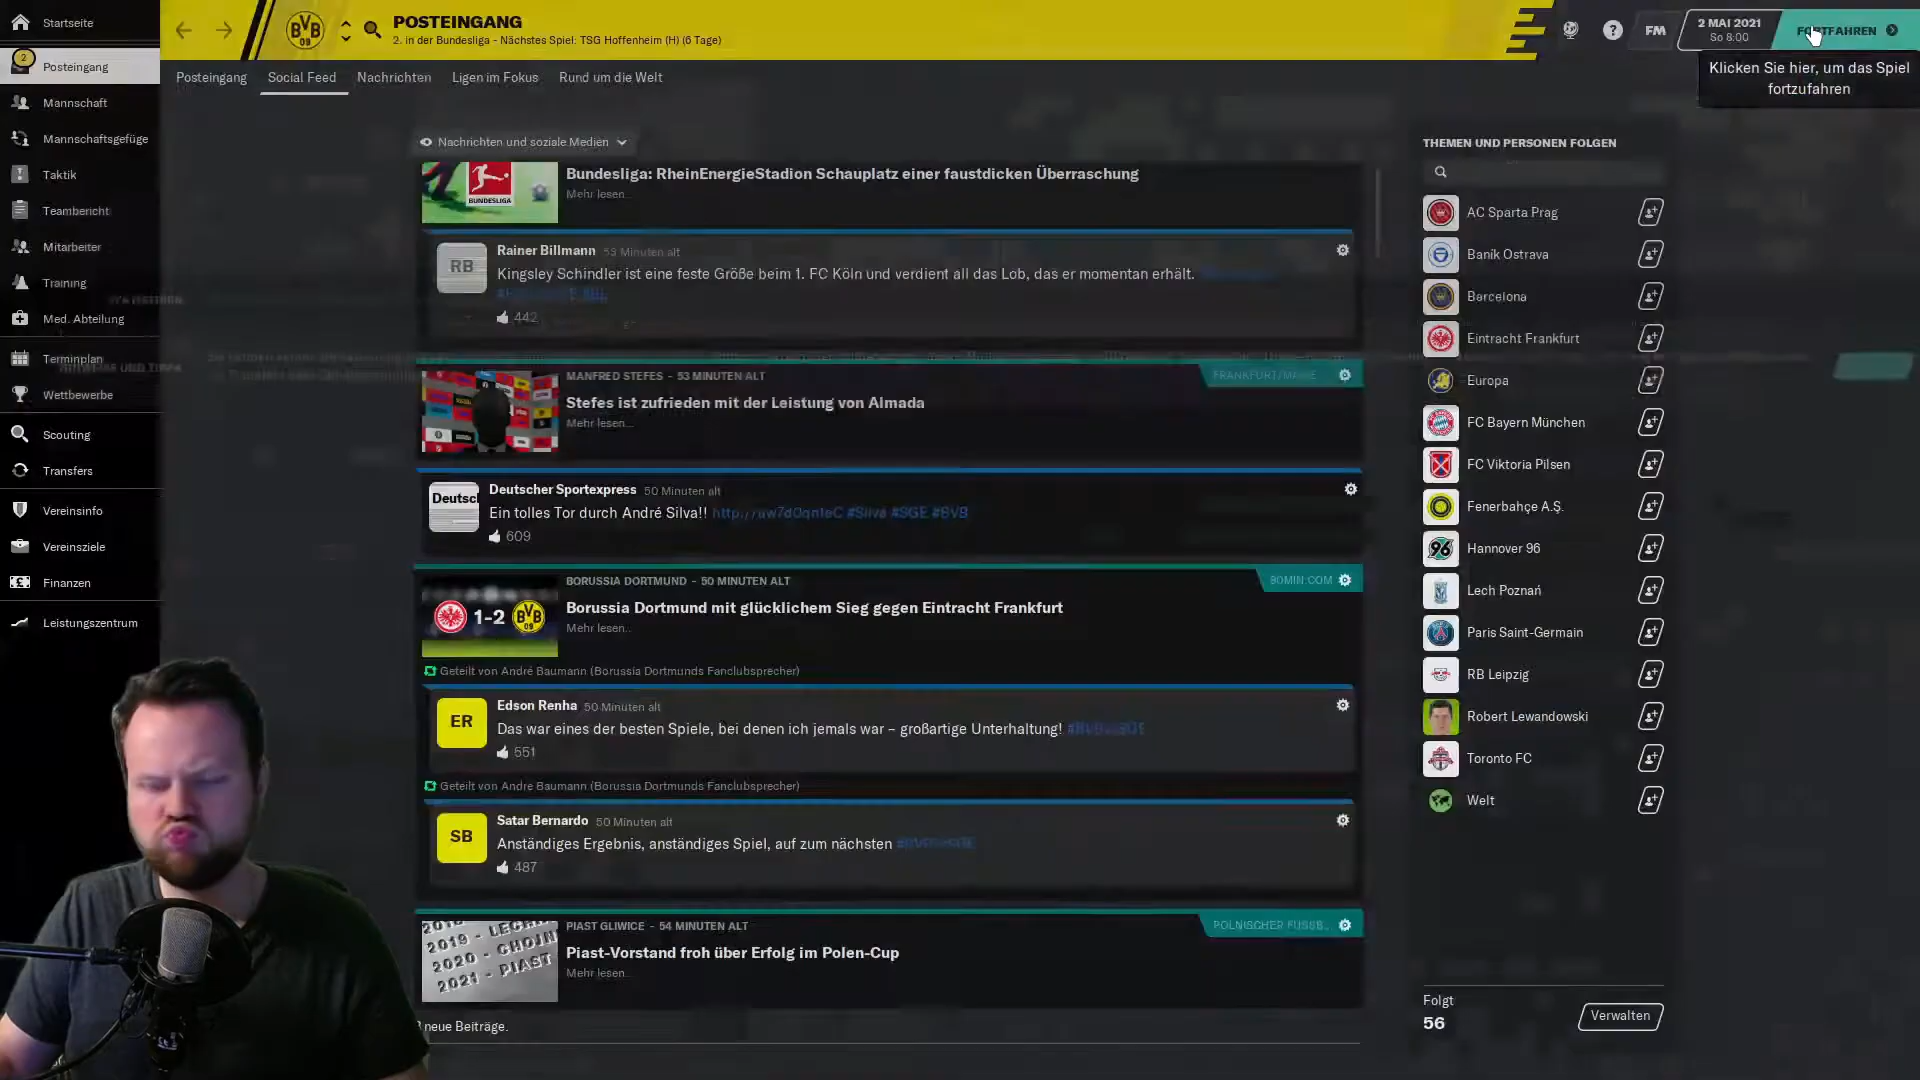 Startseite
2
Posteingang
Mannschaft
Mannschaftsgefüge
Taktik
Teambericht
Mitarbeiter
Training
Med. Abteilung
Terminplan
Wettbewerbe
Scouting
Transfers
Vereinsinfo
Vereinsziele
Finanzen
Leistungszentrum
BVB 09
POSTEINGANG
2. in der Bundesliga - Nächstes Spiel: TSG Hoffenheim (H) (6 Tage)
?
FM
2 MAI 2021
So 8:00
FORTFAHREN
Klicken Sie hier, um das Spiel
fortzufahren
Posteingang
Social Feed
Nachrichten
Ligen im Fokus
Rund um die Welt
Nachrichten und soziale Medien
BUNDESLIGA
Bundesliga: RheinEnergieStadion Schauplatz einer faustdicken Überraschung
Mehr lesen...
RB
Rainer Billmann 53 Minuten alt
Kingsley Schindler ist eine feste Größe beim 1. FC Köln und verdient all das Lob, das er momentan erhält.
442
MANFRED STEFES - 53 MINUTEN ALT
Stefes ist zufrieden mit der Leistung von Almada
Mehr lesen...
Deutsc
Deutscher Sportexpress 50 Minuten alt
Ein tolles Tor durch André Silva!! #Silva #SGE #BVB
609
BORUSSIA DORTMUND - 50 MINUTEN ALT
90MIN.COM
1-2
Borussia Dortmund mit glücklichem Sieg gegen Eintracht Frankfurt
Mehr lesen...
Geteilt von André Baumann (Borussia Dortmunds Fanclubsprecher)
ER
Edson Renha 50 Minuten alt
Das war eines der besten Spiele, bei denen ich jemals war – großartige Unterhaltung!
551
Geteilt von André Baumann (Borussia Dortmunds Fanclubsprecher)
SB
Satar Bernardo 50 Minuten alt
Anständiges Ergebnis, anständiges Spiel, auf zum nächsten
487
PIAST GLIWICE - 54 MINUTEN ALT
POLNISCHER FUSSB...
2020 - CHOJN
2021 - PIAST
Piast-Vorstand froh über Erfolg im Polen-Cup
Mehr lesen...
neue Beiträge.
THEMEN UND PERSONEN FOLGEN
AC Sparta Prag
Baník Ostrava
Barcelona
Eintracht Frankfurt
Europa
FC Bayern München
FC Viktoria Pilsen
Fenerbahçe A.Ş.
Hannover 96
Lech Poznań
Paris Saint-Germain
RB Leipzig
Robert Lewandowski
Toronto FC
Welt
Folgt
56
Verwalten